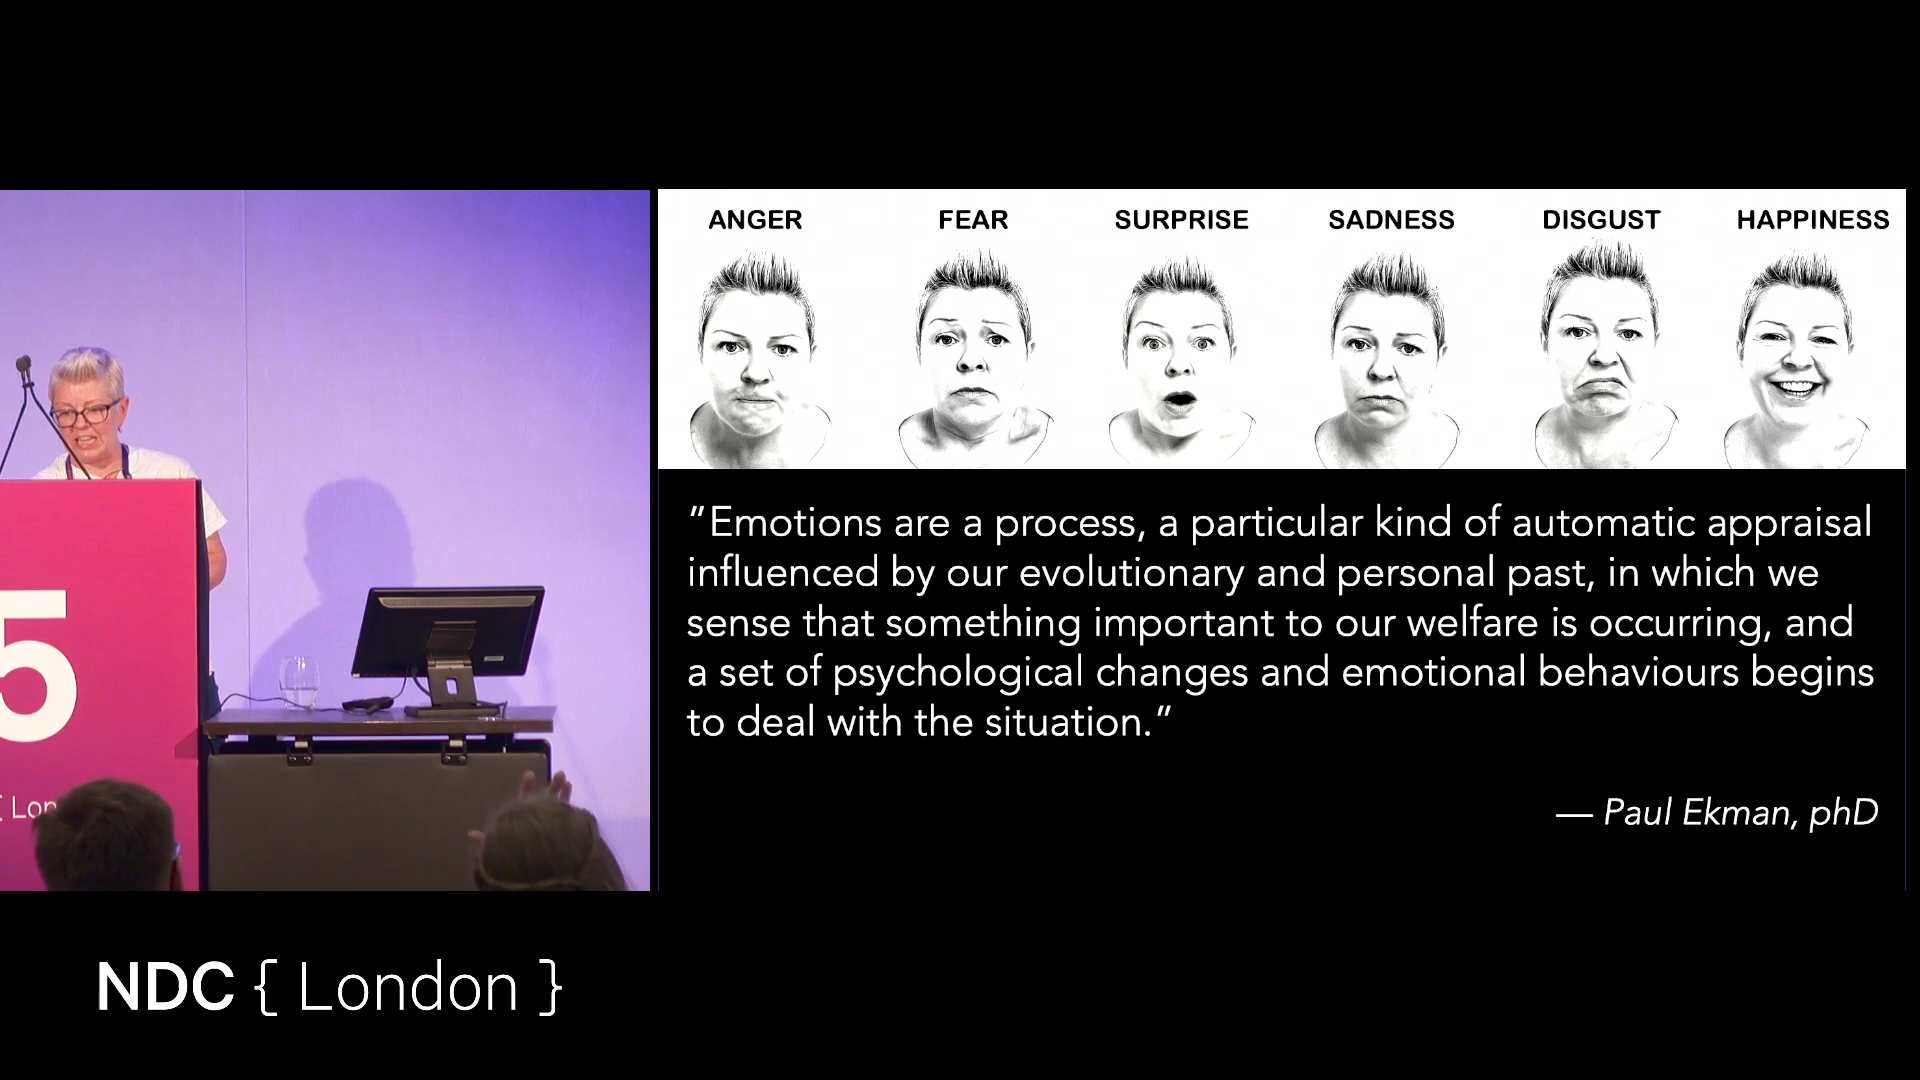 ANGER FEAR SURPRISE SADNESS DISGUST HAPPINESS
"Emotions are a process, a particular kind of automatic appraisal
influenced by our evolutionary and personal past, in which we
sense that something important to our welfare is occurring, and
a set of psychological changes and emotional behaviours begins
to deal with the situation."
— Paul Ekman, phD
5
{ Lon
NDC { London }